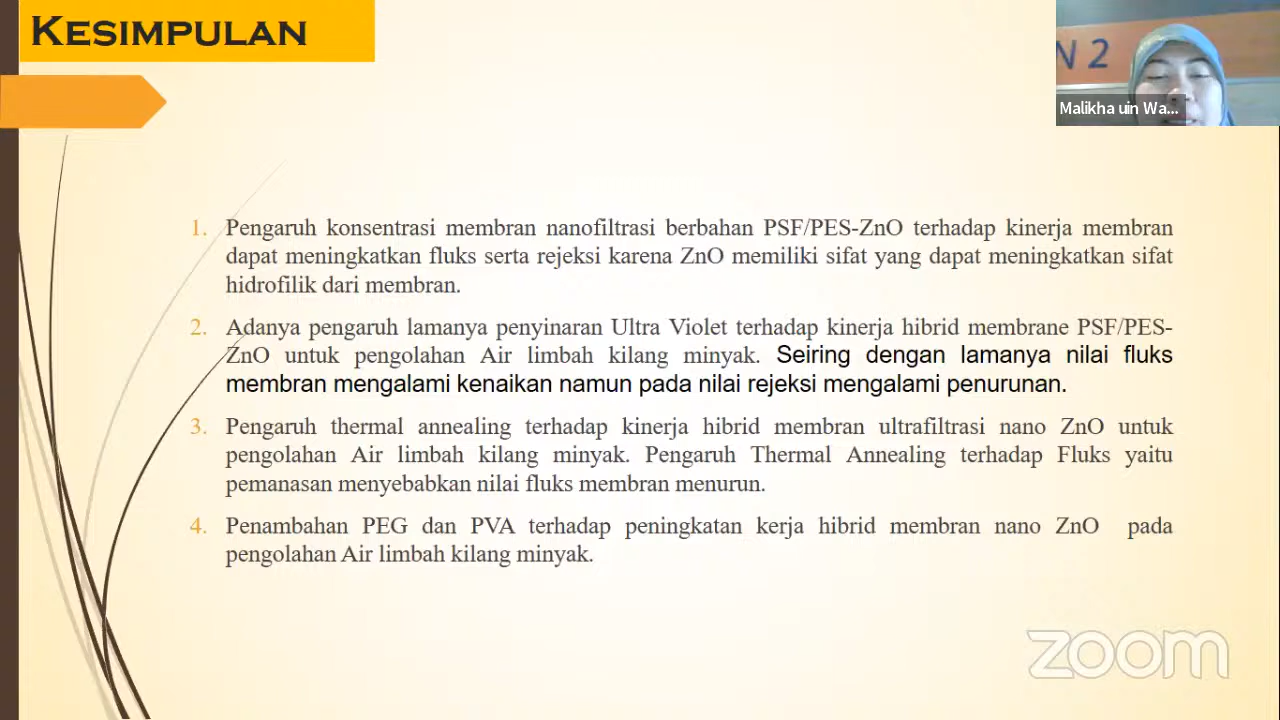 KESIMPULAN
N 2
Malikha uin Wa...
1. Pengaruh konsentrasi membran nanofiltrasi berbahan PSF/PES-ZnO terhadap kinerja membran
dapat meningkatkan fluks serta rejeksi karena ZnO memiliki sifat yang dapat meningkatkan sifat
hidrofilik dari membran.
2. Adanya pengaruh lamanya penyinaran Ultra Violet terhadap kinerja hibrid membrane PSF/PES-
ZnO untuk pengolahan Air limbah kilang minyak. Seiring dengan lamanya nilai fluks
membran mengalami kenaikan namun pada nilai rejeksi mengalami penurunan.
3. Pengaruh thermal annealing terhadap kinerja hibrid membran ultrafiltrasi nano ZnO untuk
pengolahan Air limbah kilang minyak. Pengaruh Thermal Annealing terhadap Fluks yaitu
pemanasan menyebabkan nilai fluks membran menurun.
4. Penambahan PEG dan PVA terhadap peningkatan kerja hibrid membran nano ZnO pada
pengolahan Air limbah kilang minyak.
zoom